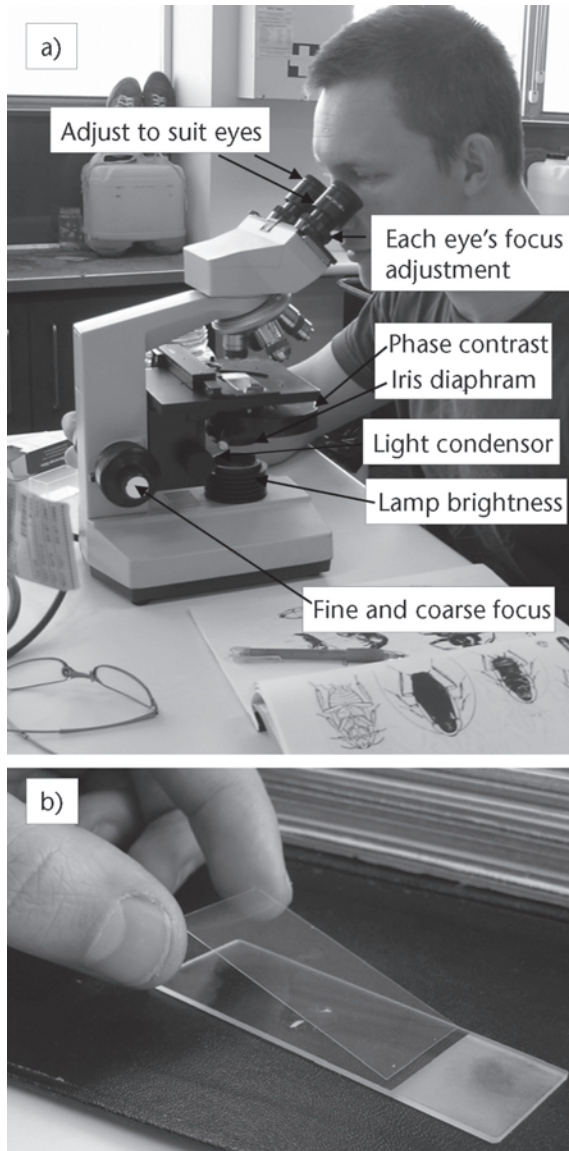 a)
Adjust to suit eyes
Each eye's focus
adjustment
Phase contrast
Iris diaphram
Light condensor
Lamp brightness
Fine and coarse focus
b)